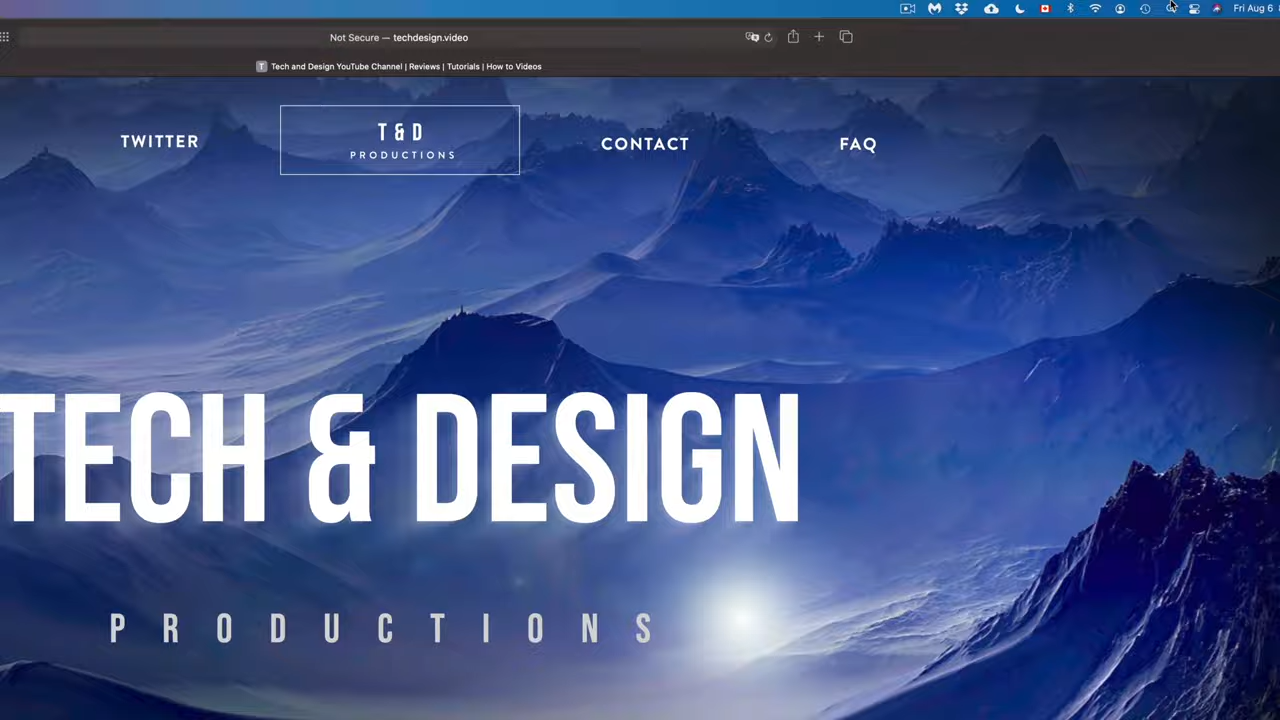 Fri Aug 6
Not Secure — techdesign.video
T Tech and Design YouTube Channel | Reviews | Tutorials | How to Videos
TWITTER
T & D
PRODUCTIONS
CONTACT
FAQ
TECH & DESIGN
PRODUCTIONS